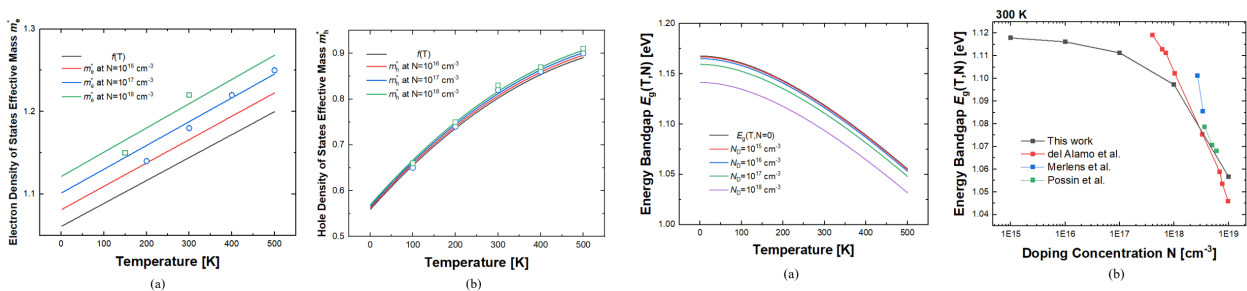 Electron Density of States Effective Mass m*e
1.3
1.2
1.1
f(T)
m*e at N=10^16 cm^-3
m*e at N=10^17 cm^-3
m*e at N=10^18 cm^-3
0 100 200 300 400 500
Temperature [K]
(a)
Hole Density of States Effective Mass m*h
0.9
0.8
0.7
0.6
0.5
f(T)
m*h at N=10^16 cm^-3
m*h at N=10^17 cm^-3
m*h at N=10^18 cm^-3
0 100 200 300 400 500
Temperature [K]
(b)
Energy Bandgap Eg(T,N) [eV]
1.20
1.15
1.10
1.05
1.00
Eg(T,N=0)
ND=10^15 cm^-3
ND=10^16 cm^-3
ND=10^17 cm^-3
ND=10^18 cm^-3
0 100 200 300 400 500
Temperature [K]
(a)
300 K
Energy Bandgap Eg(T,N) [eV]
1.12
1.11
1.10
1.09
1.08
1.07
1.06
1.05
1.04
This work
del Alamo et al.
Merlens et al.
Possin et al.
1E15 1E16 1E17 1E18 1E19
Doping Concentration N [cm^-3]
(b)